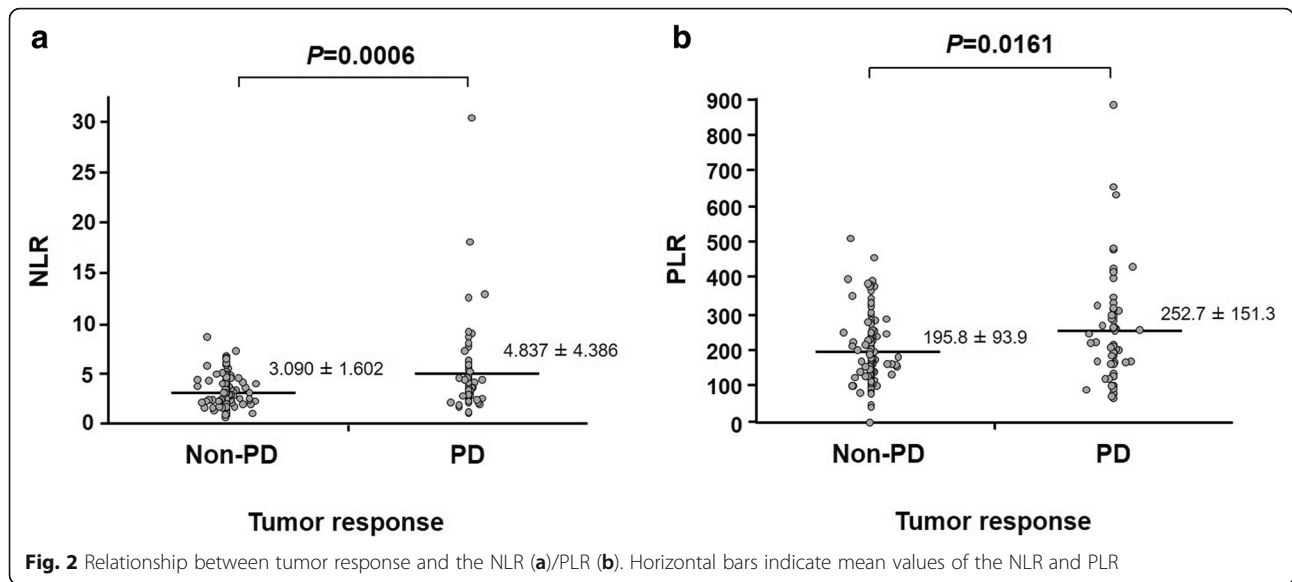 a
P=0.0006
NLR
30
25
20
15
10
5
0
3.090 ± 1.602
4.837 ± 4.386
Non-PD
PD
Tumor response
b
P=0.0161
PLR
900
800
700
600
500
400
300
200
100
0
195.8 ± 93.9
252.7 ± 151.3
Non-PD
PD
Tumor response
Fig. 2 Relationship between tumor response and the NLR (a)/PLR (b). Horizontal bars indicate mean values of the NLR and PLR